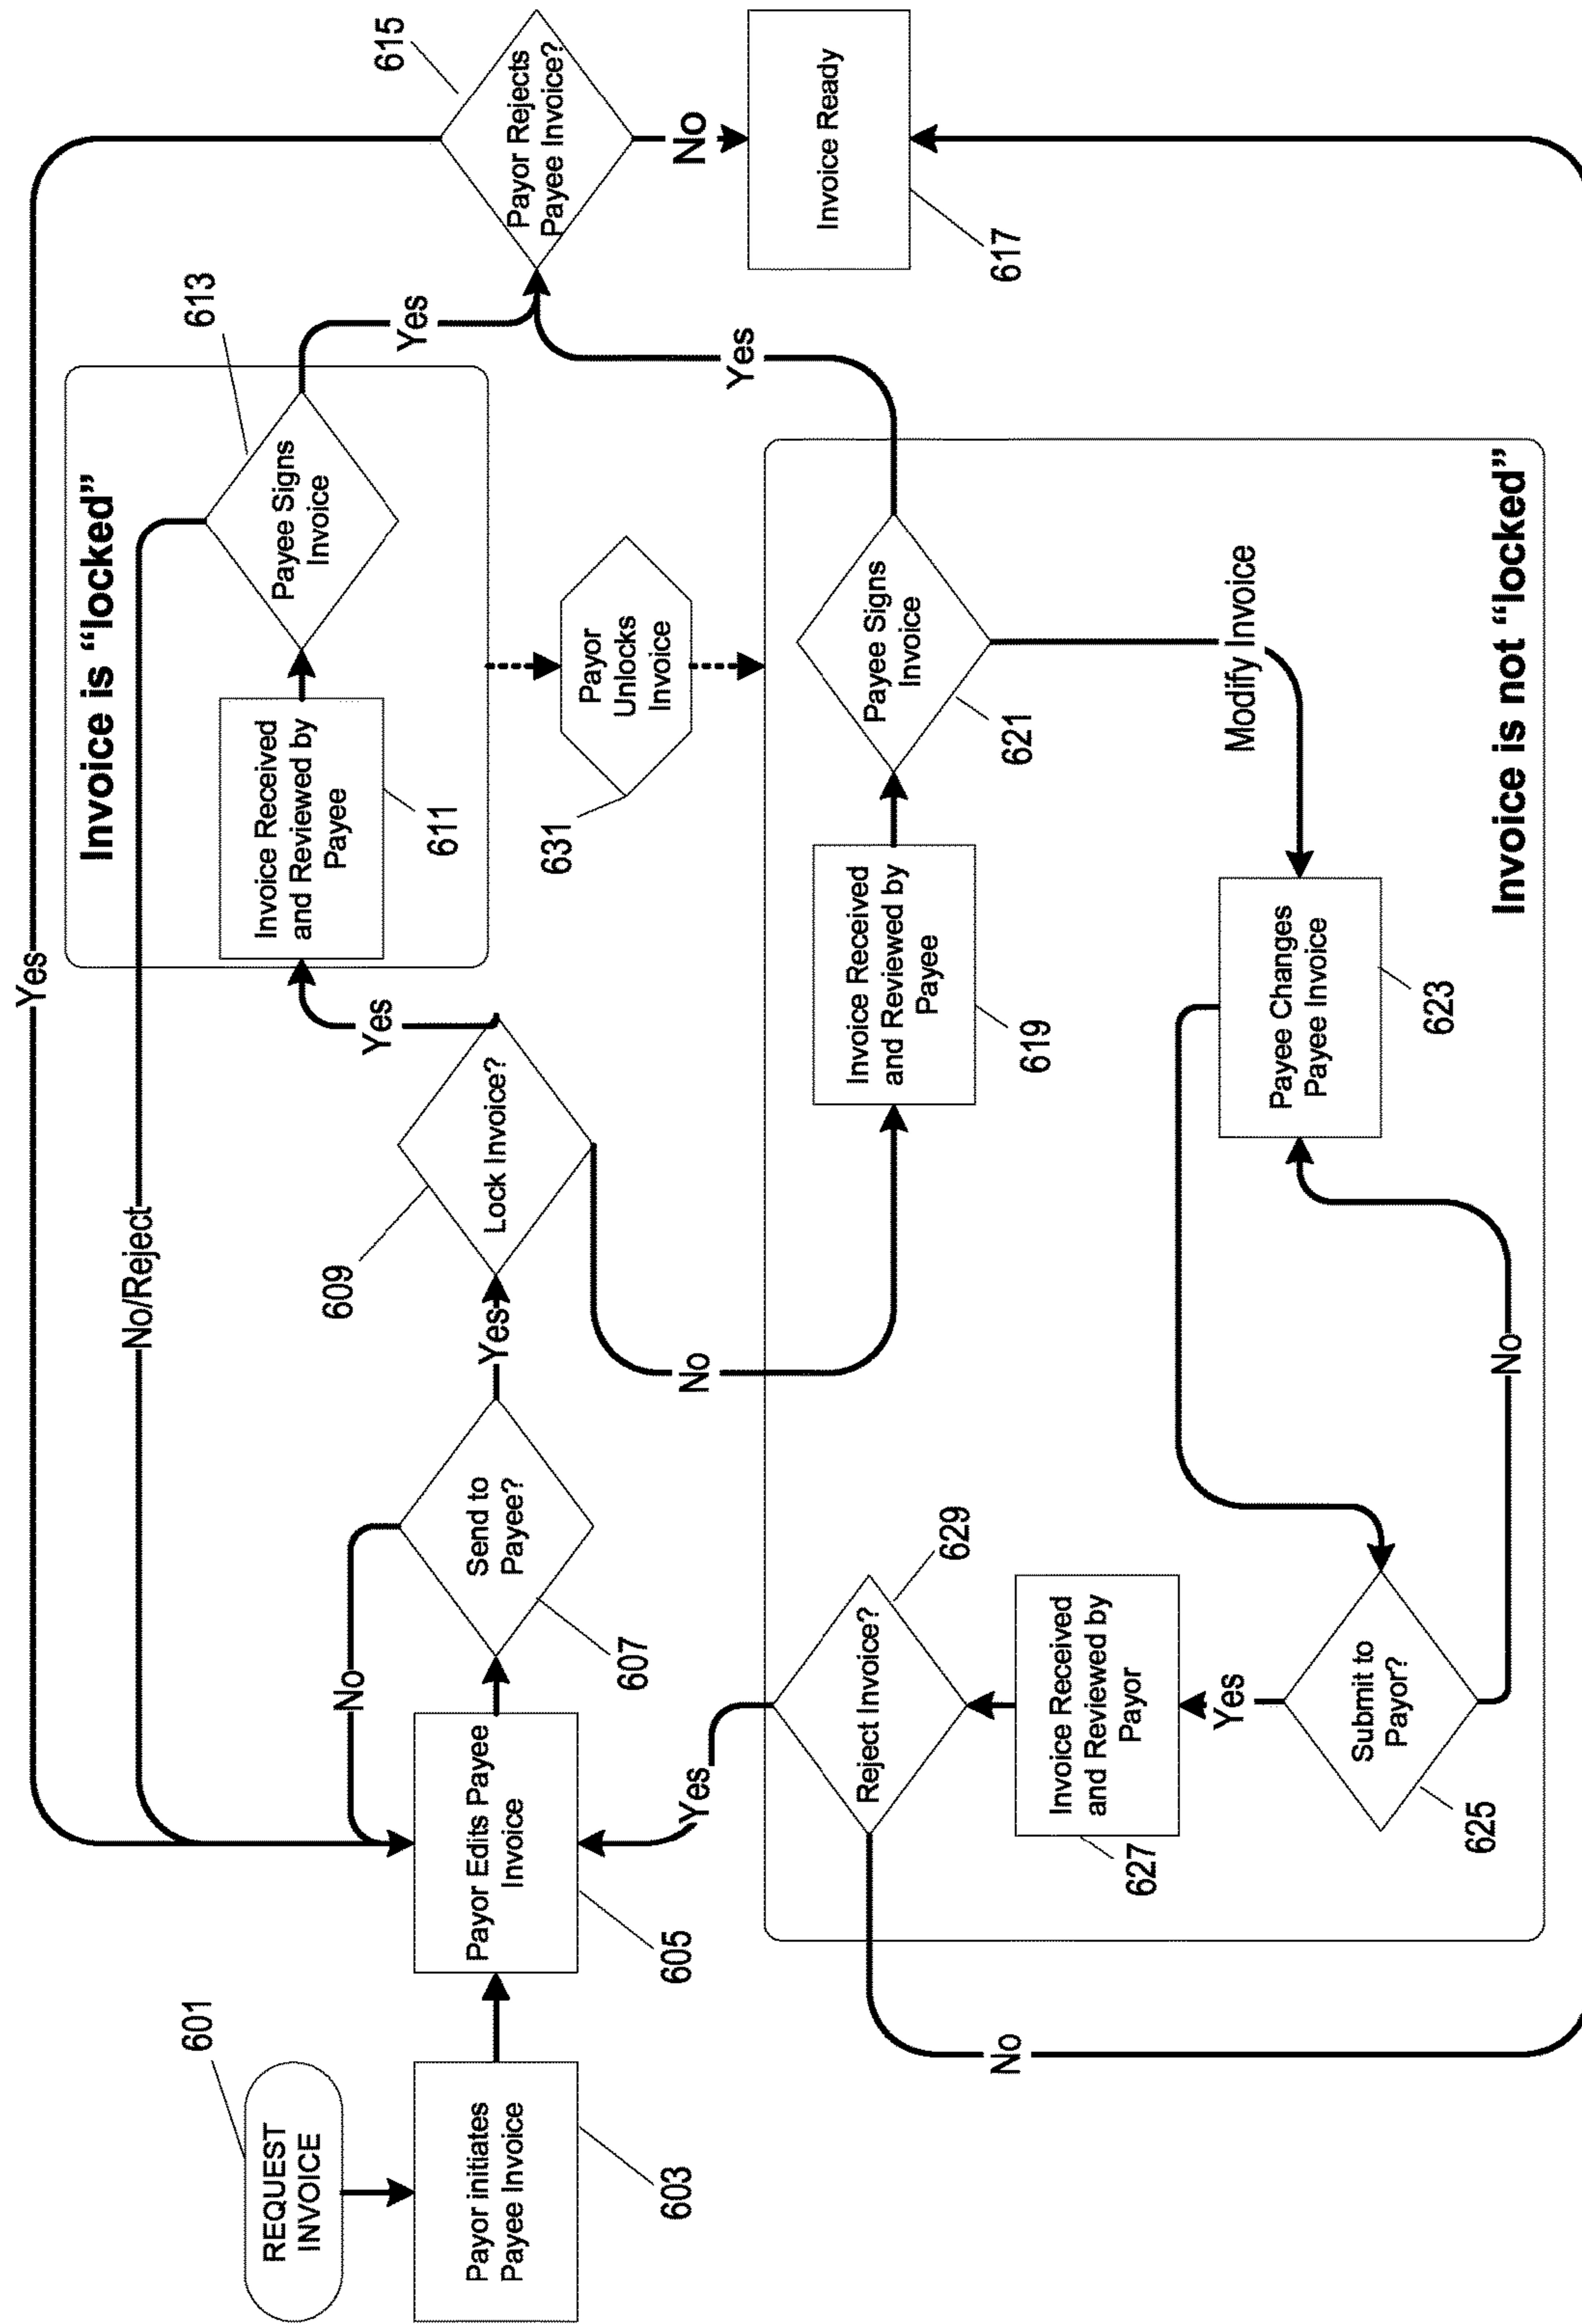 601
REQUEST
INVOICE
Payor initiates
Payee Invoice
603
Payor Edits Payee
Invoice
605
No
Send to
Payee?
607
Yes
609
Lock Invoice?
Yes
No
Yes
No/Reject
Invoice is "locked"
Invoice Received
and Reviewed by
Payee
611
Payee Signs
Invoice
613
Yes
615
Payor Rejects
Payee Invoice?
No
Invoice Ready
617
Payor
Unlocks
Invoice
631
Invoice Received
and Reviewed by
Payee
619
Payee Signs
Invoice
621
Yes
Modify Invoice
Payee Changes
Payee Invoice
623
Submit to
Payor?
625
No
Yes
Invoice Received
and Reviewed by
Payor
627
Reject Invoice?
629
Yes
No
Invoice is not "locked"